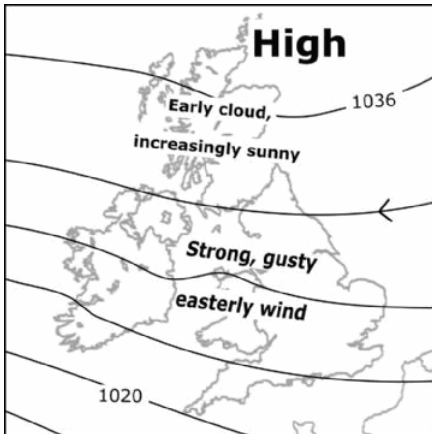 High
1036
Early cloud,
increasingly sunny
Strong, gusty
easterly wind
1020